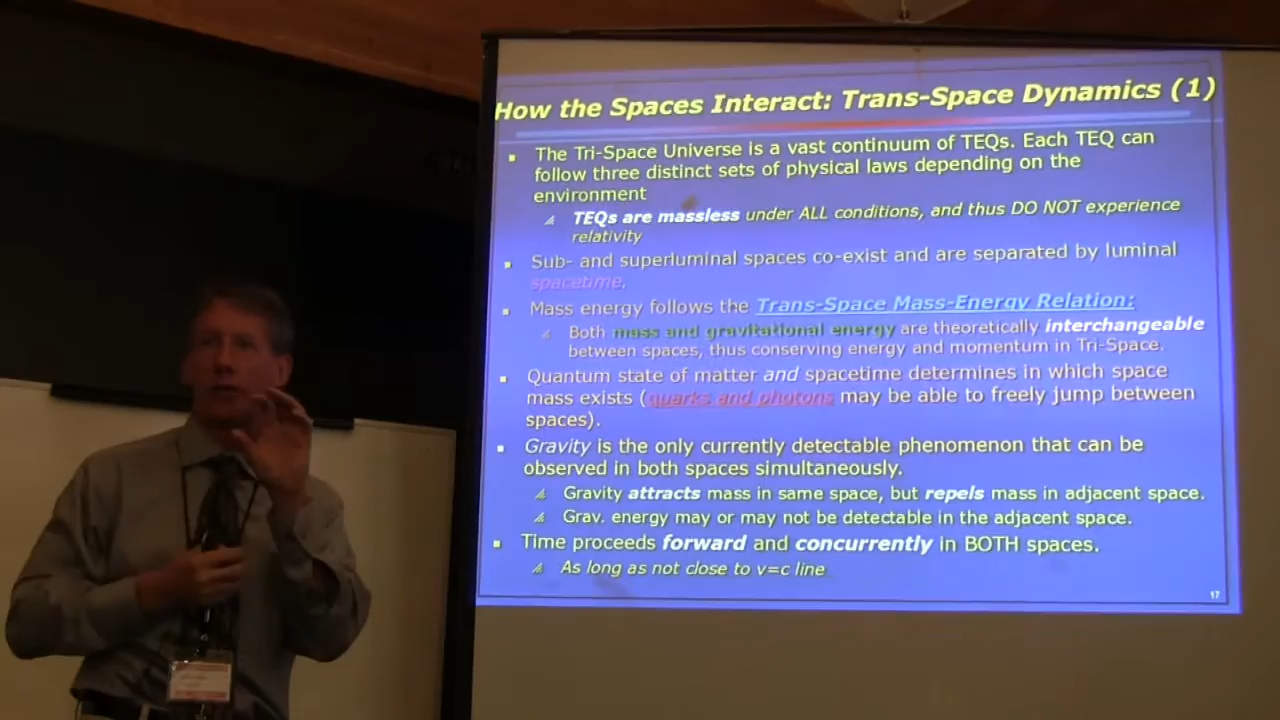 How the Spaces Interact: Trans-Space Dynamics (1)
The Tri-Space Universe is a vast continuum of TEQs. Each TEQ can
follow three distinct sets of physical laws depending on the
environment
TEQs are massless under ALL conditions, and thus DO NOT experience
relativity
Sub- and superluminal spaces co-exist and are separated by luminal
spacetime.
Mass energy follows the Trans-Space Mass-Energy Relation:
Both mass and gravitational energy are theoretically interchangeable
between spaces, thus conserving energy and momentum in Tri-Space.
Quantum state of matter and spacetime determines in which space
mass exists (quarks and photons may be able to freely jump between
spaces).
Gravity is the only currently detectable phenomenon that can be
observed in both spaces simultaneously.
Gravity attracts mass in same space, but repels mass in adjacent space.
Grav. energy may or may not be detectable in the adjacent space.
Time proceeds forward and concurrently in BOTH spaces.
As long as not close to v=c line
17